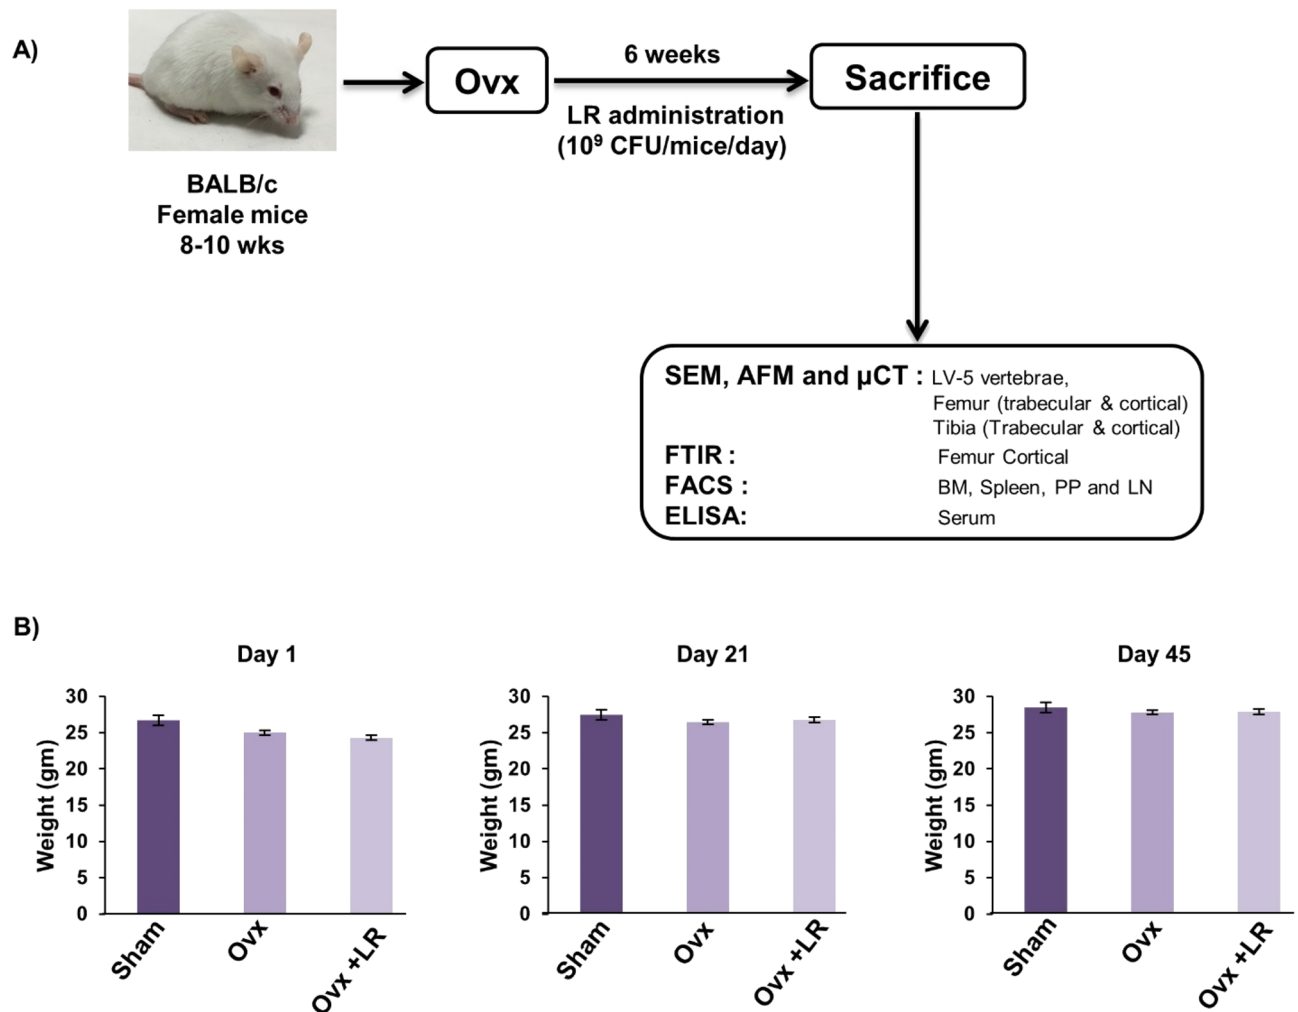 A)
BALB/c
Female mice
8-10 wks
Ovx
6 weeks
LR administration
(10⁹ CFU/mice/day)
Sacrifice
SEM, AFM and µCT : LV-5 vertebrae,
Femur (trabecular & cortical)
Tibia (Trabecular & cortical)
FTIR : Femur Cortical
FACS : BM, Spleen, PP and LN
ELISA: Serum
B)
Day 1
Weight (gm)
30
25
20
15
10
5
0
Sham
Ovx
Ovx +LR
Day 21
Weight (gm)
30
25
20
15
10
5
0
Sham
Ovx
Ovx +LR
Day 45
Weight (gm)
30
25
20
15
10
5
0
Sham
Ovx
Ovx +LR